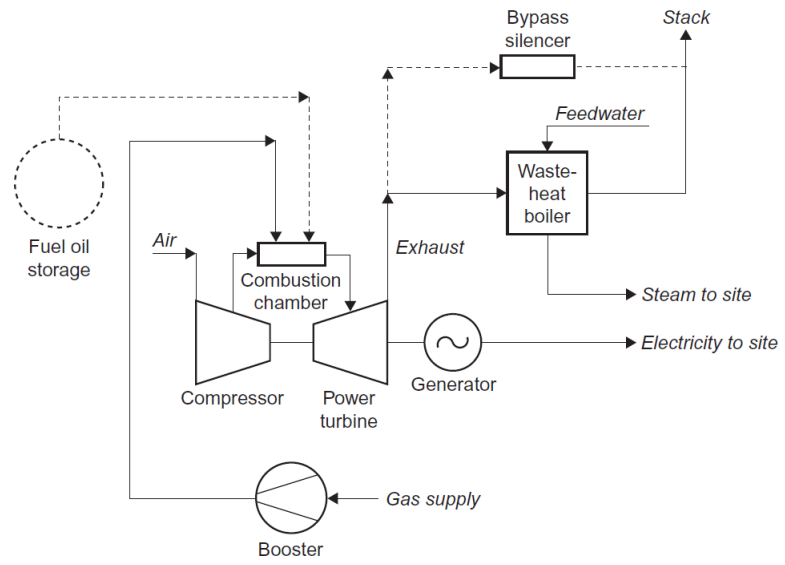 Bypass
silencer
Stack
Feedwater
Waste-
heat
boiler
Fuel oil
storage
Air
Exhaust
Combustion
chamber
Steam to site
Electricity to site
Compressor
Power
turbine
Generator
Gas supply
Booster